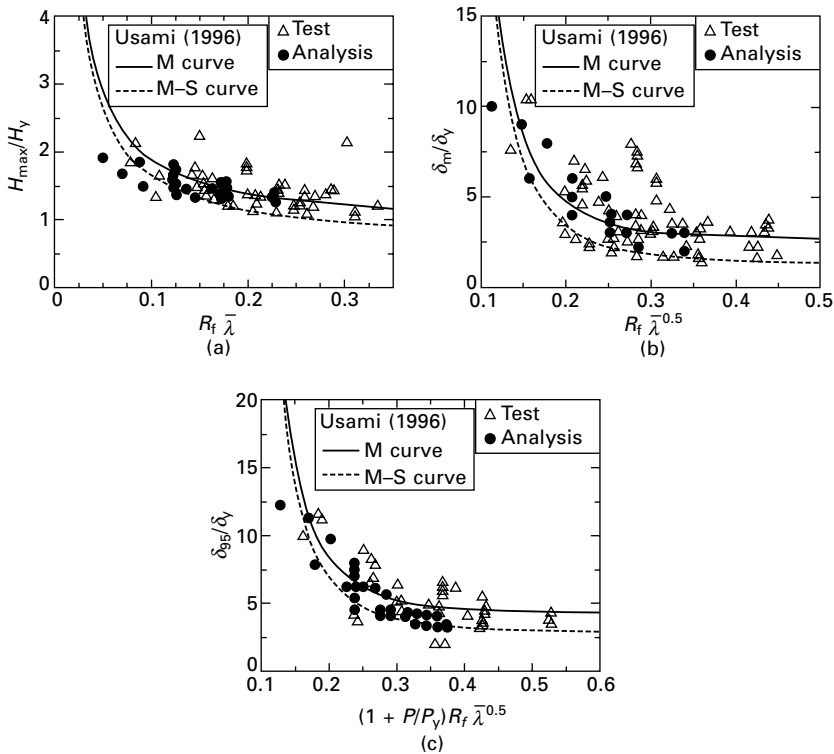 Usami (1996)
M curve
M–S curve
Test
Analysis
4
3
2
1
0
H_max/H_y
0
0.1
0.2
0.3
R_f λ̄
(a)
Usami (1996)
M curve
M–S curve
Test
Analysis
15
10
5
0
δ_m/δ_y
0.1
0.2
0.3
0.4
0.5
R_f λ̄^0.5
(b)
Usami (1996)
M curve
M–S curve
Test
Analysis
20
15
10
5
0
δ_95/δ_y
0.1
0.2
0.3
0.4
0.5
0.6
(1 + P/P_y)R_f λ̄^0.5
(c)